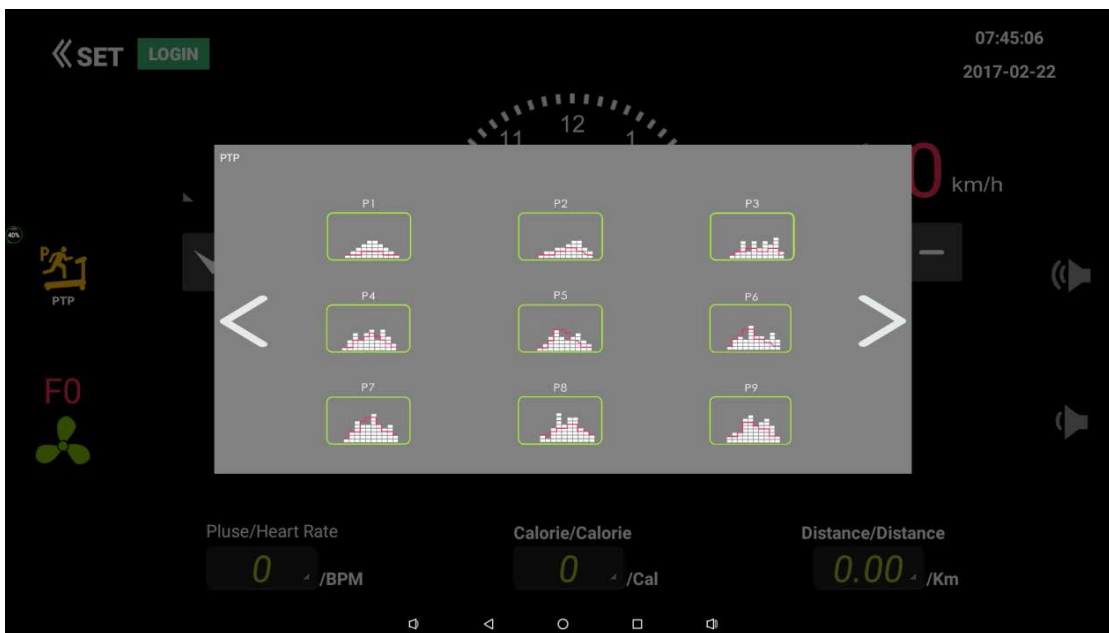 SET LOGIN
07:45:06
2017-02-22
11 12 1
PTP
0 km/h
P1 P2 P3
40%
P
PTP
P4 P5 P6
F0
P7 P8 P9
Pluse/Heart Rate Calorie/Calorie Distance/Distance
0 /BPM 0 /Cal 0.00 /Km